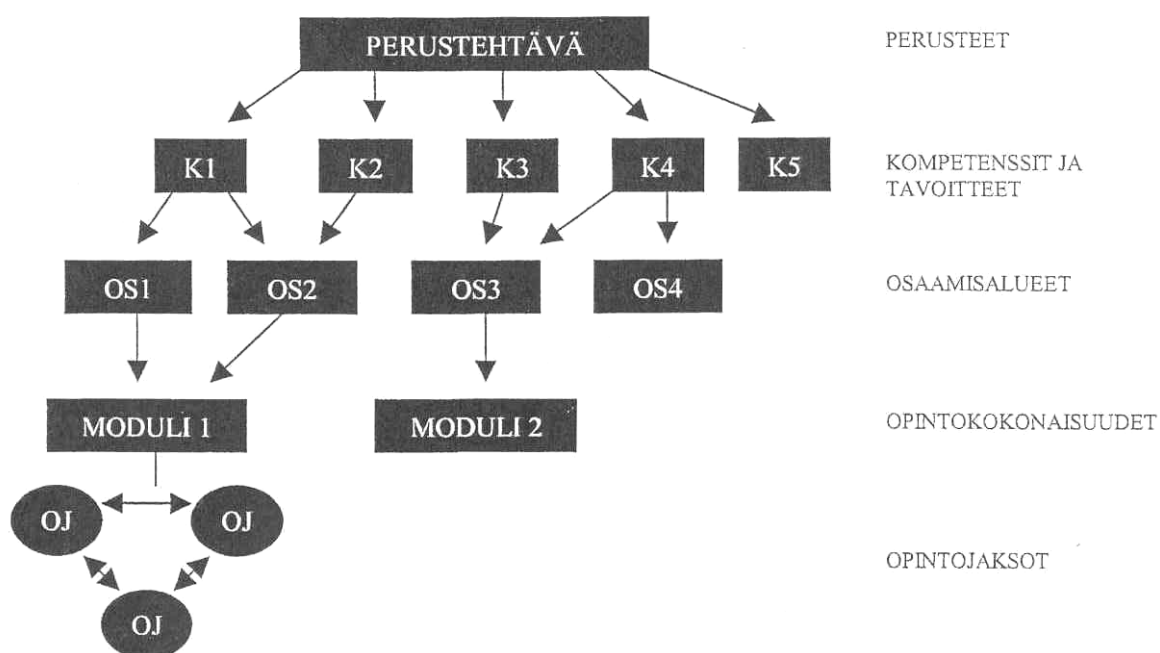 PERUSTEHTÄVÄ
PERUSTEET
K1
K2
K3
K4
K5
KOMPETENSSIT JA
TAVOITTEET
OS1
OS2
OS3
OS4
OSAAMISALUEET
MODULI 1
MODULI 2
OPINTOKOKONAISUUDET
OJ
OJ
OPINTOJAKSOT
OJ